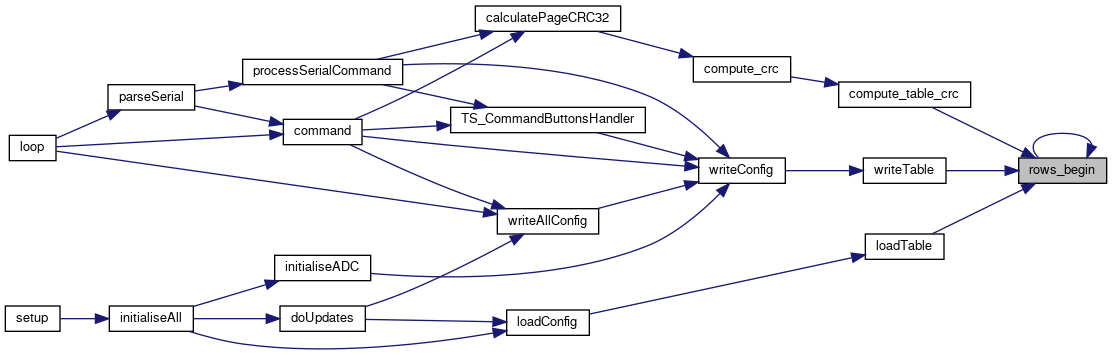 calculatePageCRC32
processSerialCommand
compute_crc
parseSerial
compute_table_crc
TS_CommandButtonsHandler
command
loop
writeConfig
writeTable
rows_begin
writeAllConfig
loadTable
initialiseADC
setup
initialiseAll
doUpdates
loadConfig